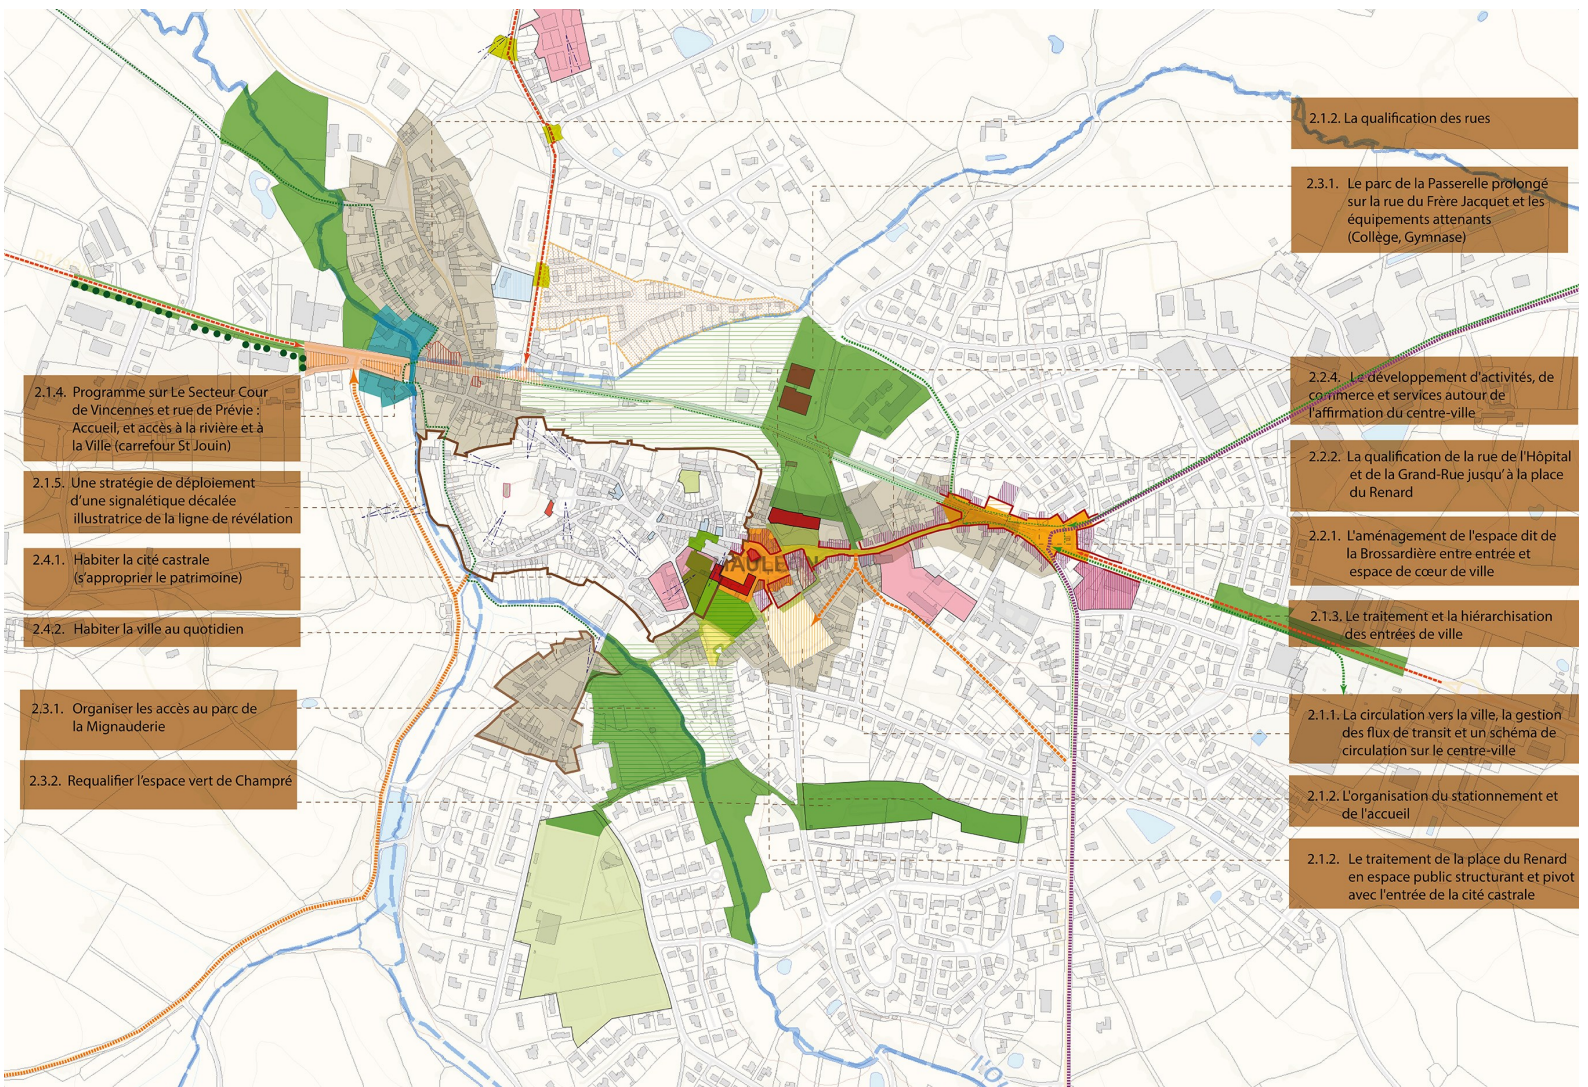 2.1.2. La qualification des rues
2.3.1. Le parc de la Passerelle prolongé
sur la rue du Frère Jacquet et les
équipements attenants
(Collège, Gymnase)
2.2.4. Le développement d'activités, de
commerce et services autour de
l'affirmation du centre-ville
2.2.2. La qualification de la rue de l'Hôpital
et de la Grand-Rue jusqu'à la place
du Renard
2.2.1. L'aménagement de l'espace dit de
la Brossardière entre entrée et
espace de cœur de ville
2.1.3. Le traitement et la hiérarchisation
des entrées de ville
2.1.1. La circulation vers la ville, la gestion
des flux de transit et un schéma de
circulation sur le centre-ville
2.1.2. L'organisation du stationnement et
de l'accueil
2.1.2. Le traitement de la place du Renard
en espace public structurant et pivot
avec l'entrée de la cité castrale
2.1.4. Programme sur Le Secteur Cour
de Vincennes et rue de Prévie :
Accueil, et accès à la rivière et à
la Ville (carrefour St Jouin)
2.1.5. Une stratégie de déploiement
d'une signalétique décalée
illustratrice de la ligne de révélation
2.4.1. Habiter la cité castrale
(s'approprier le patrimoine)
2.4.2. Habiter la ville au quotidien
2.3.1. Organiser les accès au parc de
la Mignauderie
2.3.2. Requalifier l'espace vert de Champré
l'O